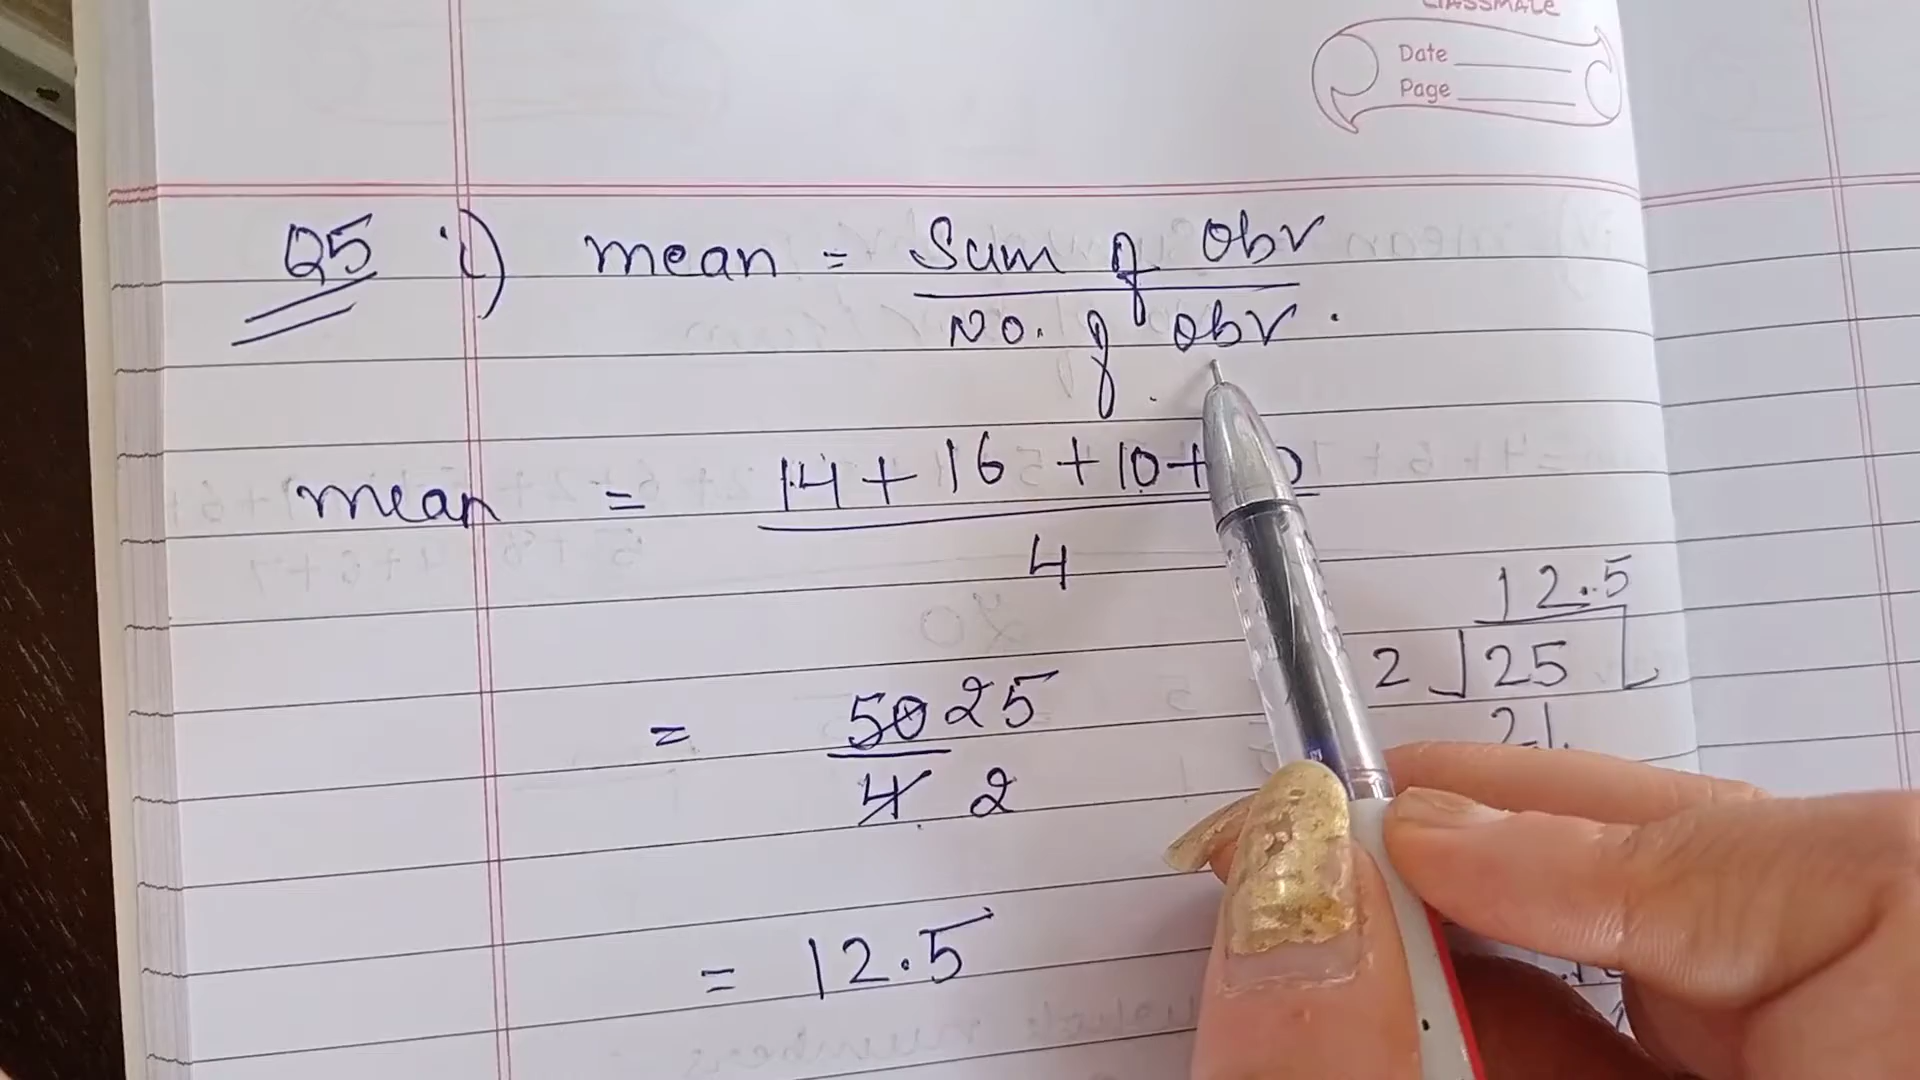 classmate
Date
Page
Q5 i) mean = Sum of Obv
No. of obv.
mean = 14 + 16 + 10 +
4
= 50 25
4 2
= 12.5
12.5
2 25